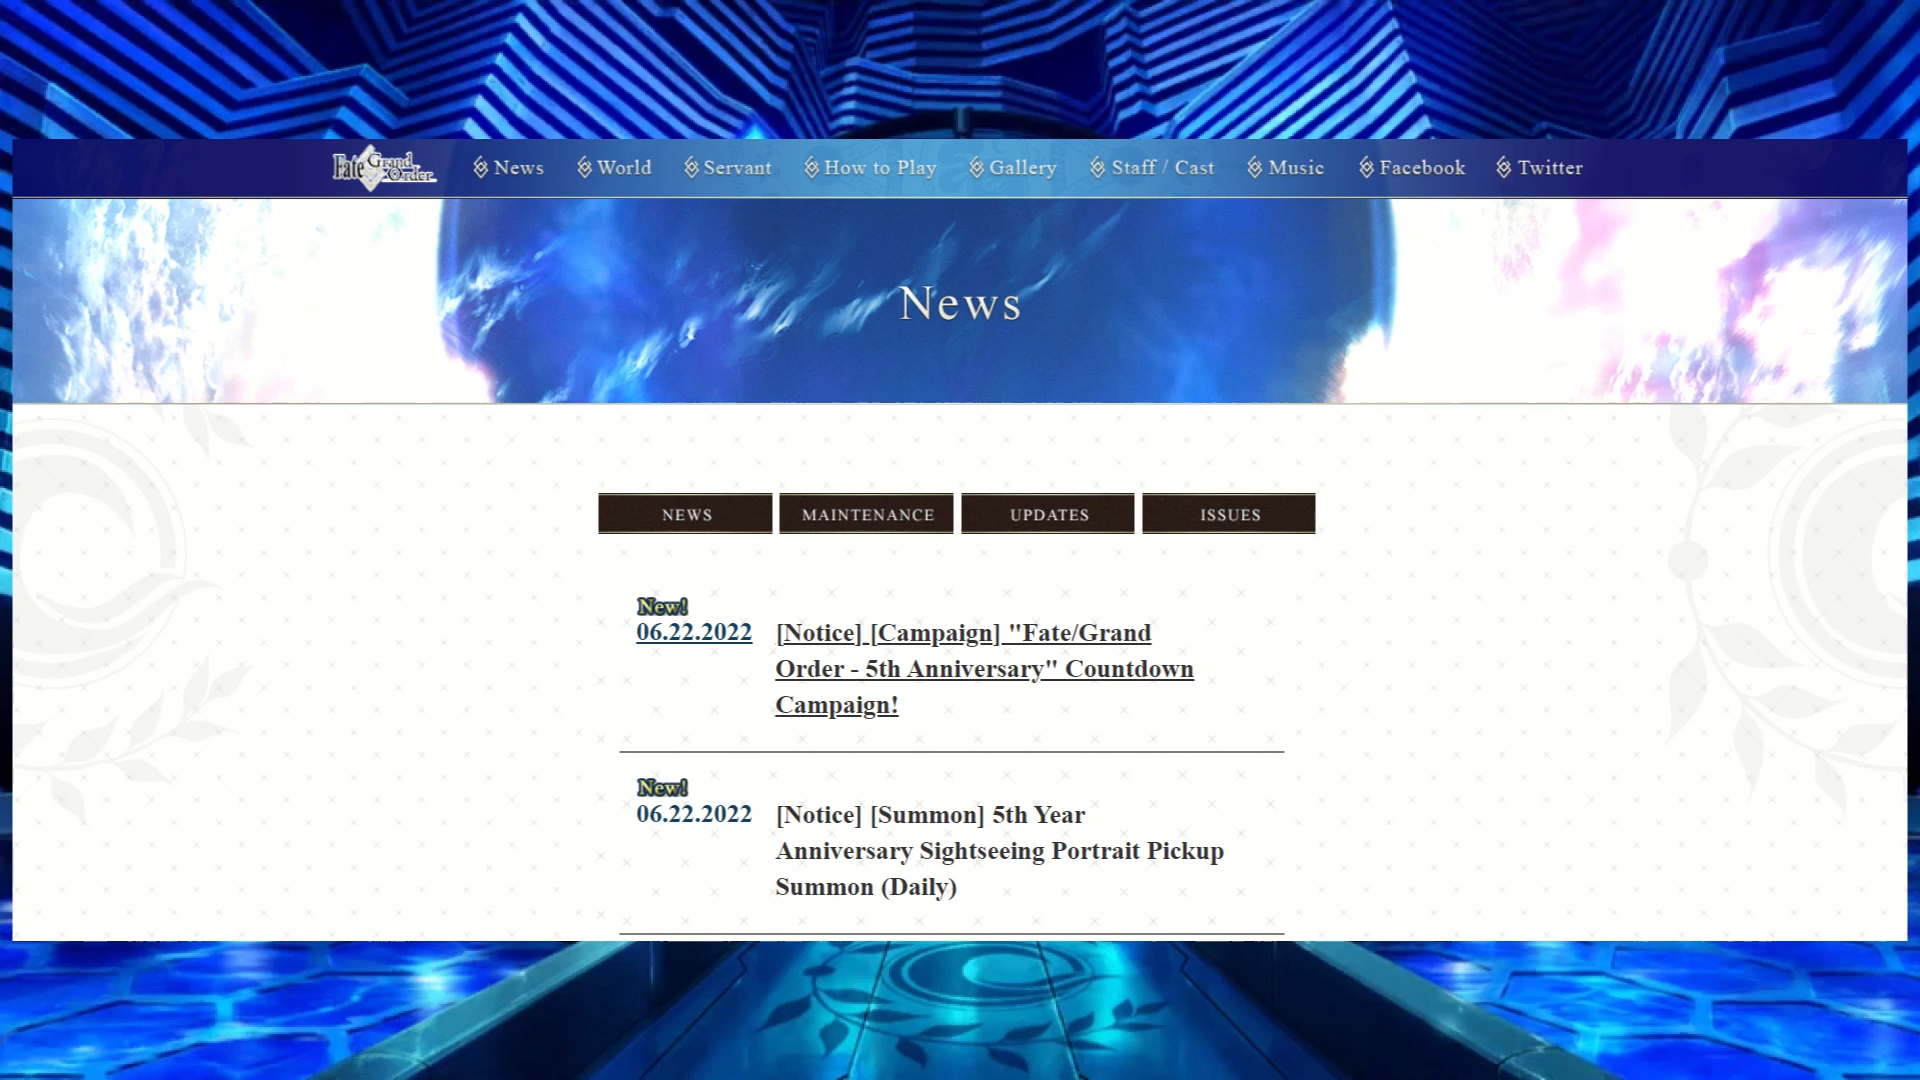 Fate Grand Order News World Servant How to Play Gallery Staff / Cast Music Facebook Twitter
News
NEWS MAINTENANCE UPDATES ISSUES
New!
06.22.2022 [Notice] [Campaign] "Fate/Grand
Order - 5th Anniversary" Countdown
Campaign!
New!
06.22.2022 [Notice] [Summon] 5th Year
Anniversary Sightseeing Portrait Pickup
Summon (Daily)